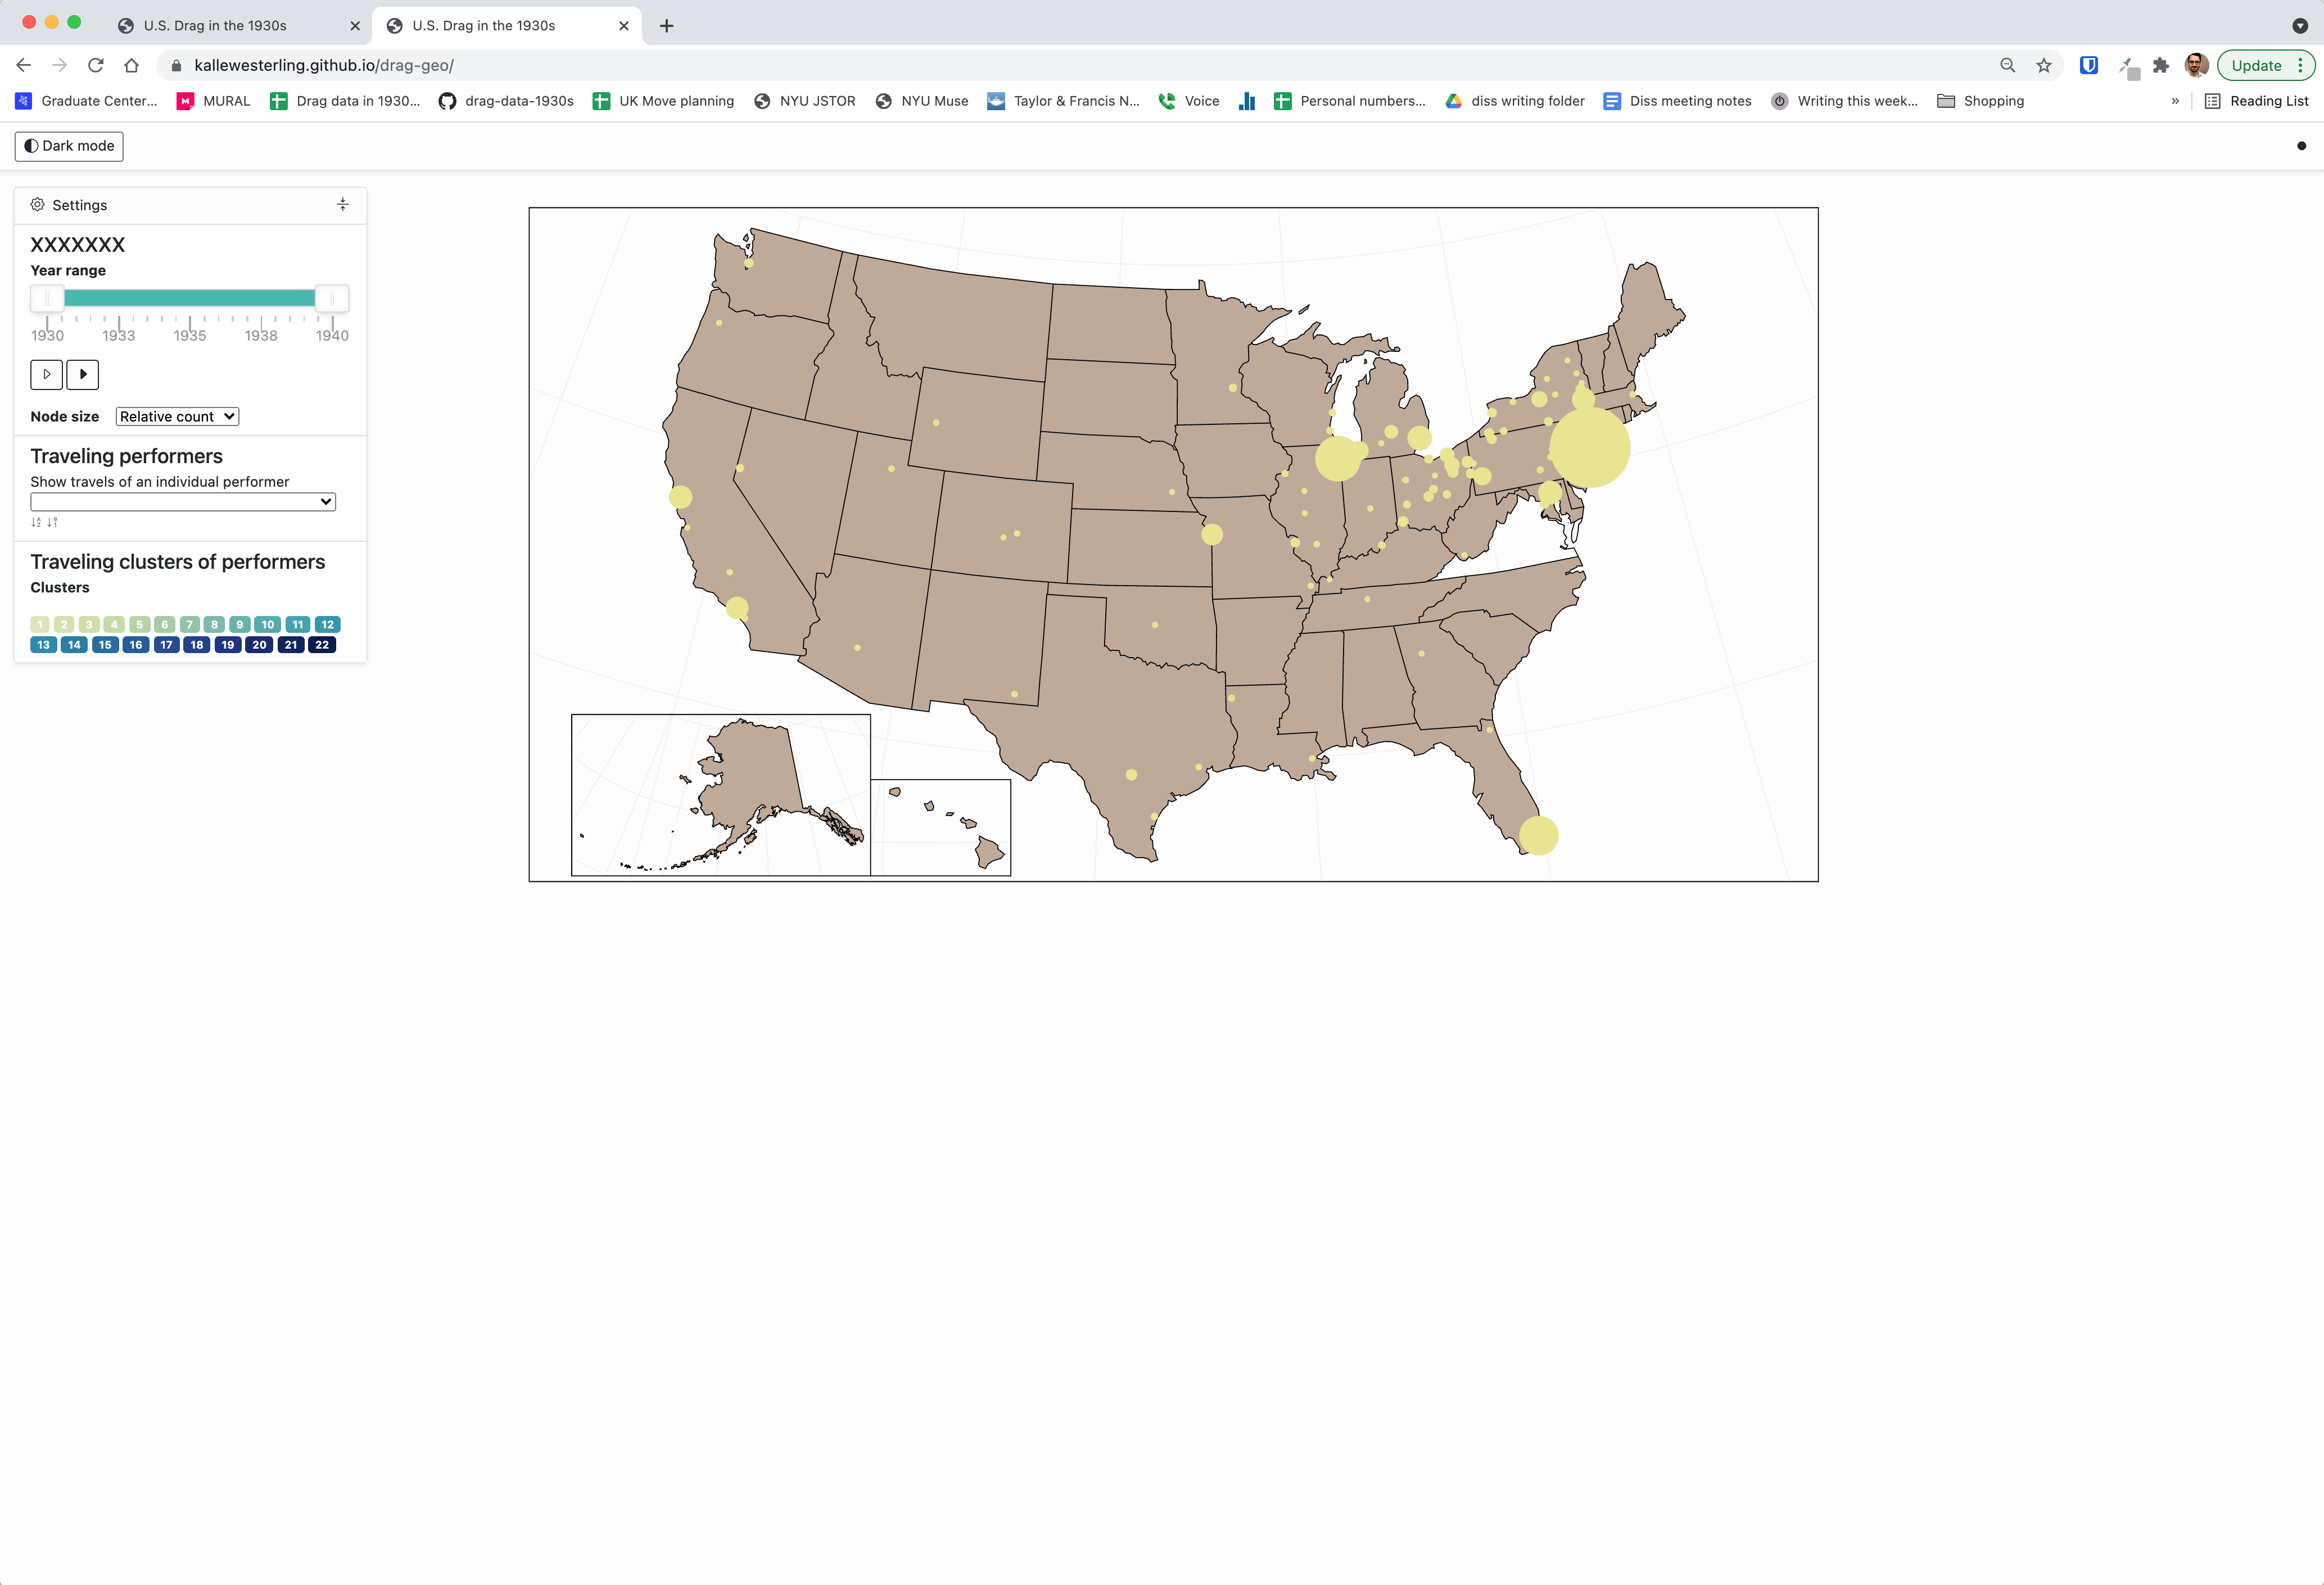 U.S. Drag in the 1930s
U.S. Drag in the 1930s
kallewesterling.github.io/drag-geo/
Update
Graduate Center... MURAL Drag data in 1930... drag-data-1930s UK Move planning NYU JSTOR NYU Muse Taylor & Francis N... Voice Personal numbers... diss writing folder Diss meeting notes Writing this week... Shopping » Reading List
Dark mode
Settings
XXXXXXX
Year range
1930 1933 1935 1938 1940
Node size Relative count
Traveling performers
Show travels of an individual performer
Traveling clusters of performers
Clusters
1 2 3 4 5 6 7 8 9 10 11 12
13 14 15 16 17 18 19 20 21 22